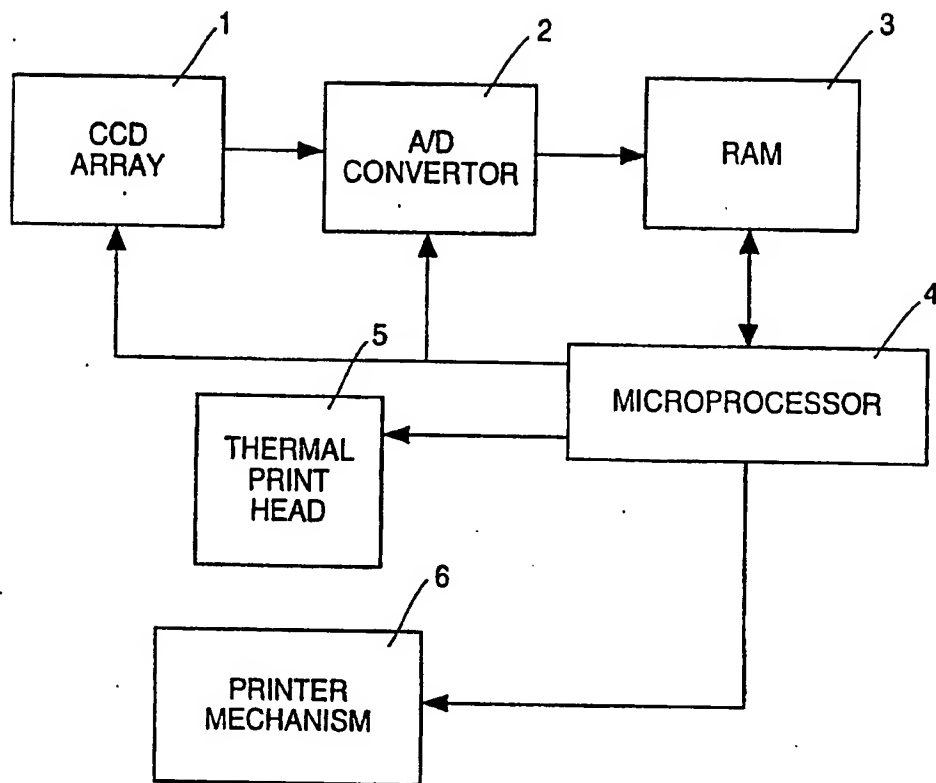 1
2
3
CCD
ARRAY
A/D
CONVERTOR
RAM
4
5
MICROPROCESSOR
THERMAL
PRINT
HEAD
6
PRINTER
MECHANISM